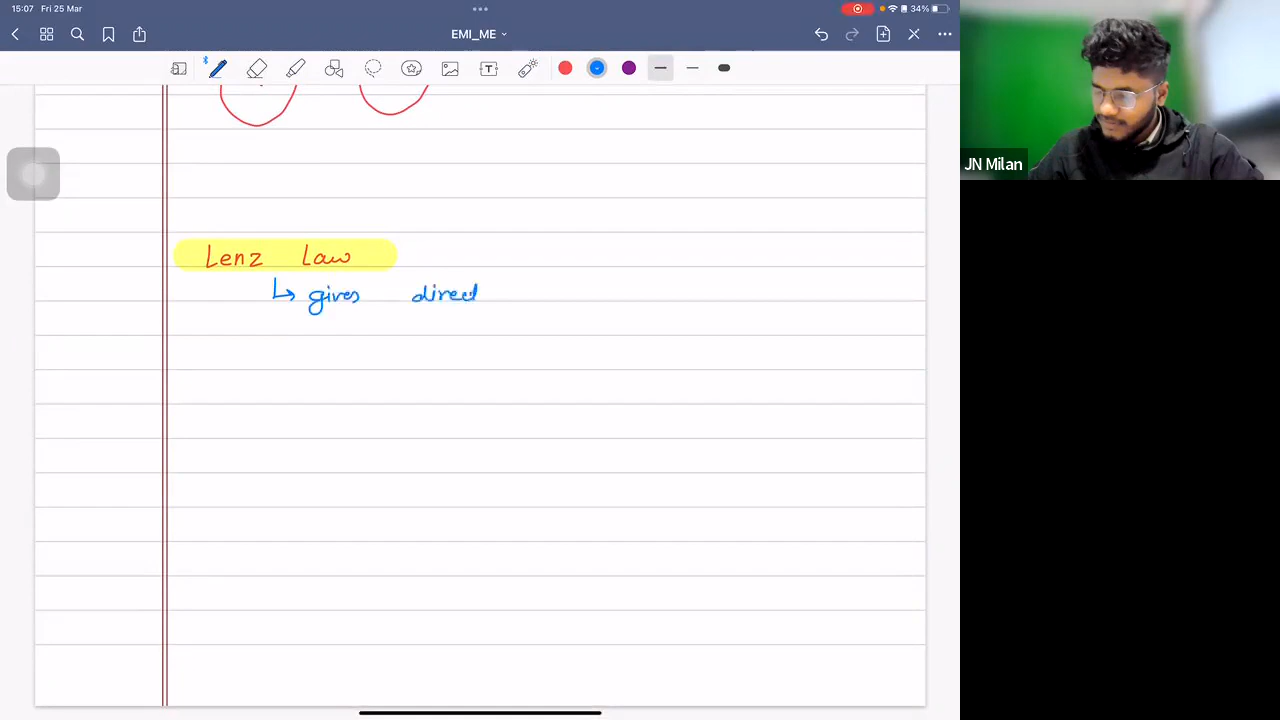 15:07 Fri 25 Mar
34%
EMI_ME
JN Milan
Lenz Law
↳ gives direct